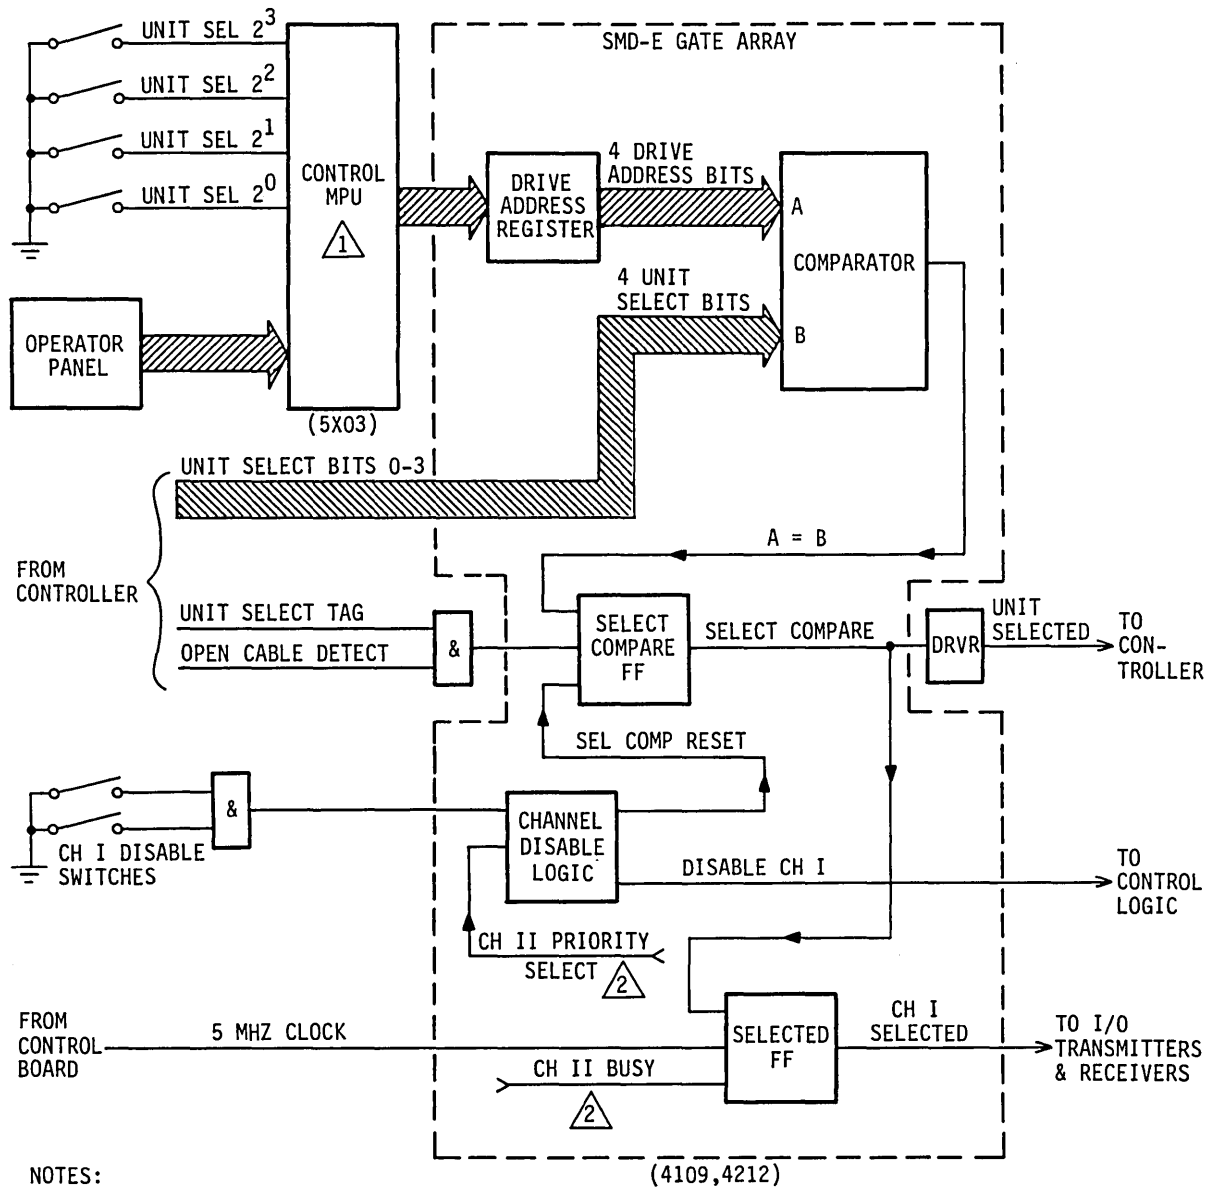 UNIT SEL 2³
UNIT SEL 2²
UNIT SEL 2¹
UNIT SEL 2⁰
CONTROL
MPU
1
(5X03)
OPERATOR
PANEL
SMD-E GATE ARRAY
DRIVE
ADDRESS
REGISTER
4 DRIVE
ADDRESS BITS
4 UNIT
SELECT BITS
A
B
COMPARATOR
UNIT SELECT BITS 0-3
FROM
CONTROLLER
UNIT SELECT TAG
OPEN CABLE DETECT
&
A = B
SELECT
COMPARE
FF
SELECT COMPARE
DRVR
UNIT
SELECTED
TO
CON-
TROLLER
SEL COMP RESET
&
CH I DISABLE
SWITCHES
CHANNEL
DISABLE
LOGIC
DISABLE CH I
TO
CONTROL
LOGIC
CH II PRIORITY
SELECT
2
FROM
CONTROL
BOARD
5 MHZ CLOCK
CH II BUSY
2
SELECTED
FF
CH I
SELECTED
TO I/O
TRANSMITTERS
& RECEIVERS
NOTES:
(4109,4212)